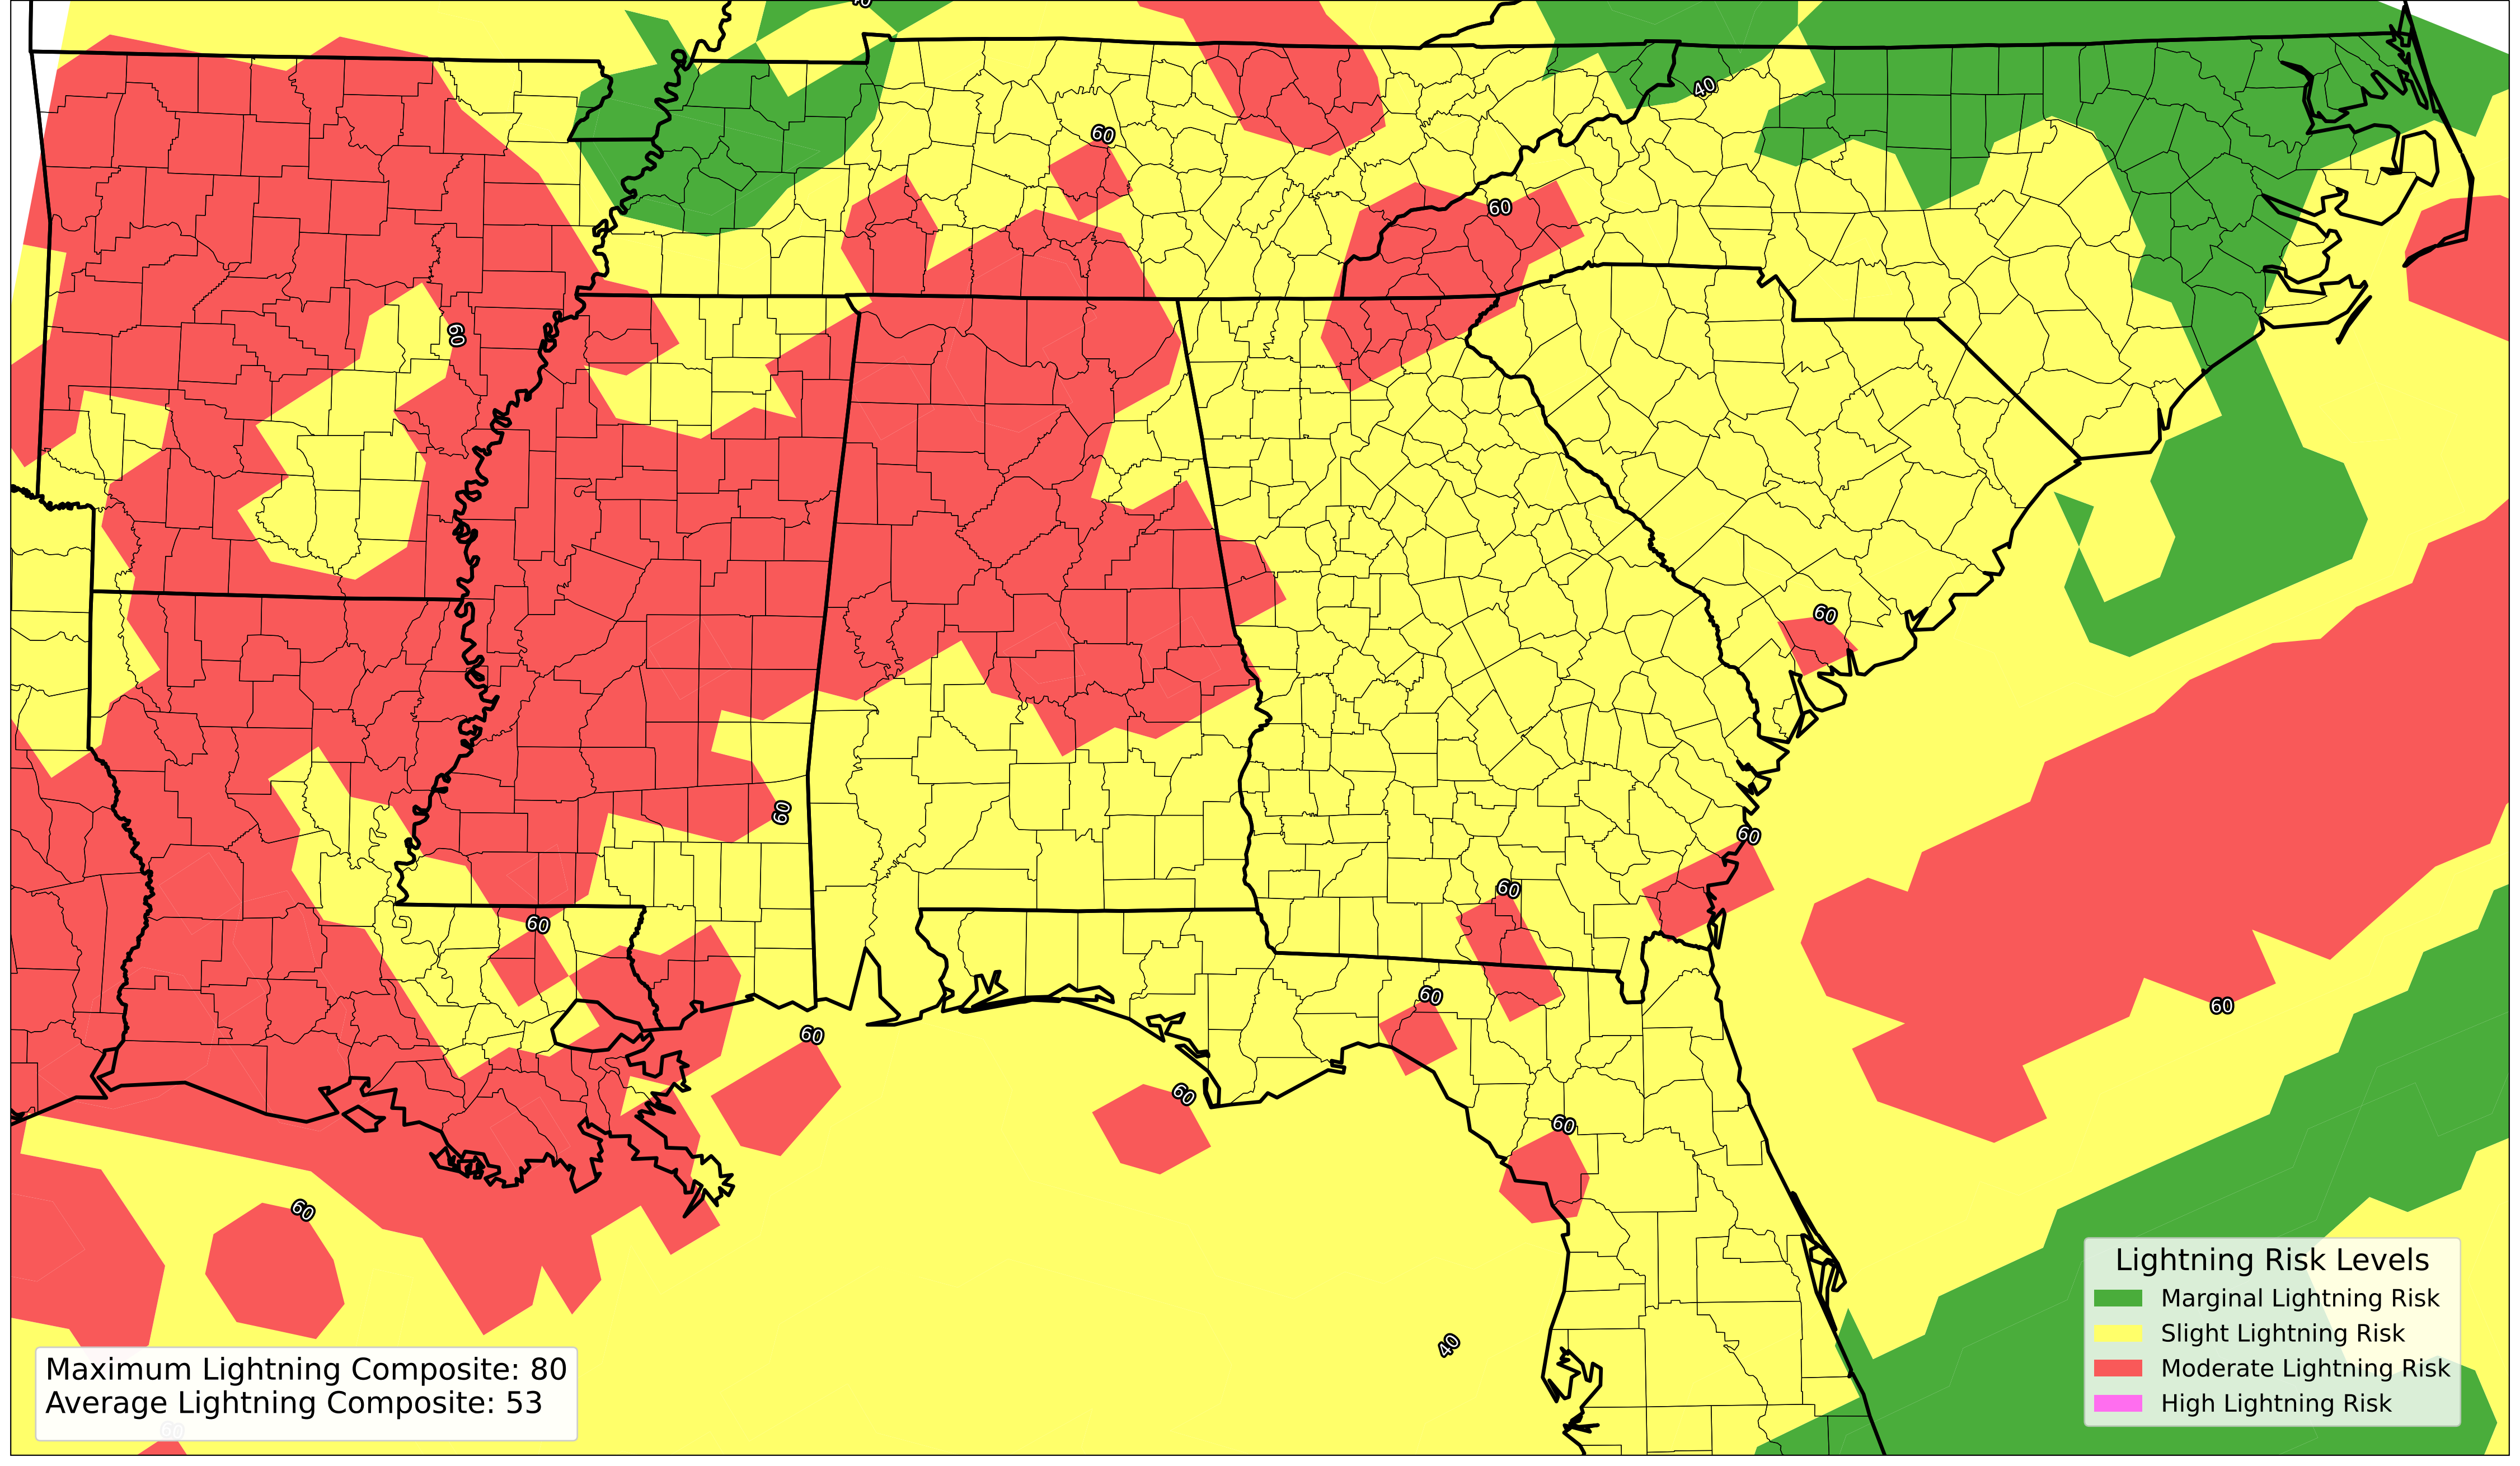 40
40
60
60
60
60
60
60
60
60
60
60
60
60
60
60
40
Lightning Risk Levels
Marginal Lightning Risk
Slight Lightning Risk
Moderate Lightning Risk
High Lightning Risk
Maximum Lightning Composite: 80
Average Lightning Composite: 53
60